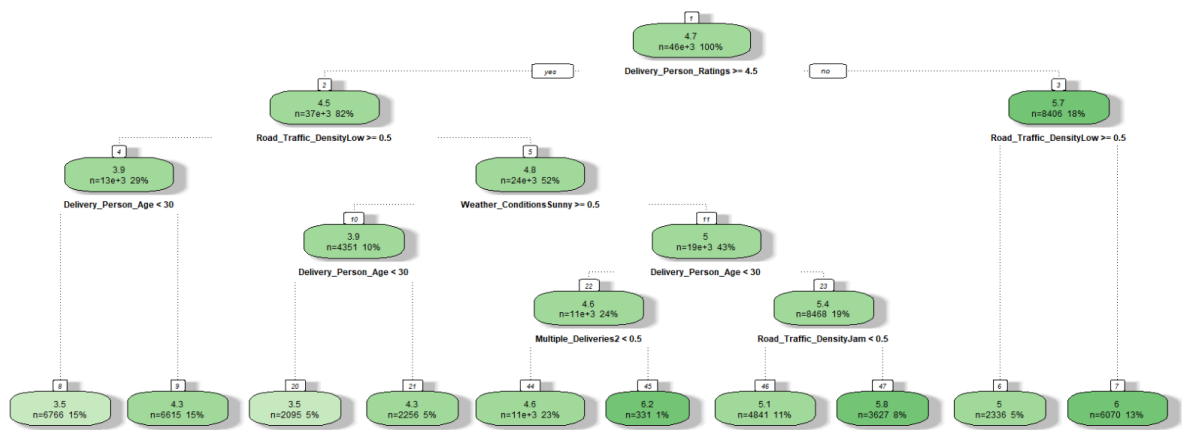 1
4.7
n=46e+3 100%
yes
Delivery_Person_Ratings >= 4.5
no
2
4.5
n=37e+3 82%
Road_Traffic_DensityLow >= 0.5
3
5.7
n=8406 18%
Road_Traffic_DensityLow >= 0.5
4
3.9
n=13e+3 29%
Delivery_Person_Age < 30
5
4.8
n=24e+3 52%
Weather_ConditionsSunny >= 0.5
10
3.9
n=4351 10%
Delivery_Person_Age < 30
11
5
n=19e+3 43%
Delivery_Person_Age < 30
22
4.6
n=11e+3 24%
Multiple_Deliveries2 < 0.5
23
5.4
n=8468 19%
Road_Traffic_DensityJam < 0.5
8
3.5
n=6766 15%
9
4.3
n=6615 15%
20
3.5
n=2095 5%
21
4.3
n=2256 5%
44
4.6
n=11e+3 23%
45
6.2
n=331 1%
46
5.1
n=4841 11%
47
5.8
n=3627 8%
6
5
n=2336 5%
7
6
n=6070 13%